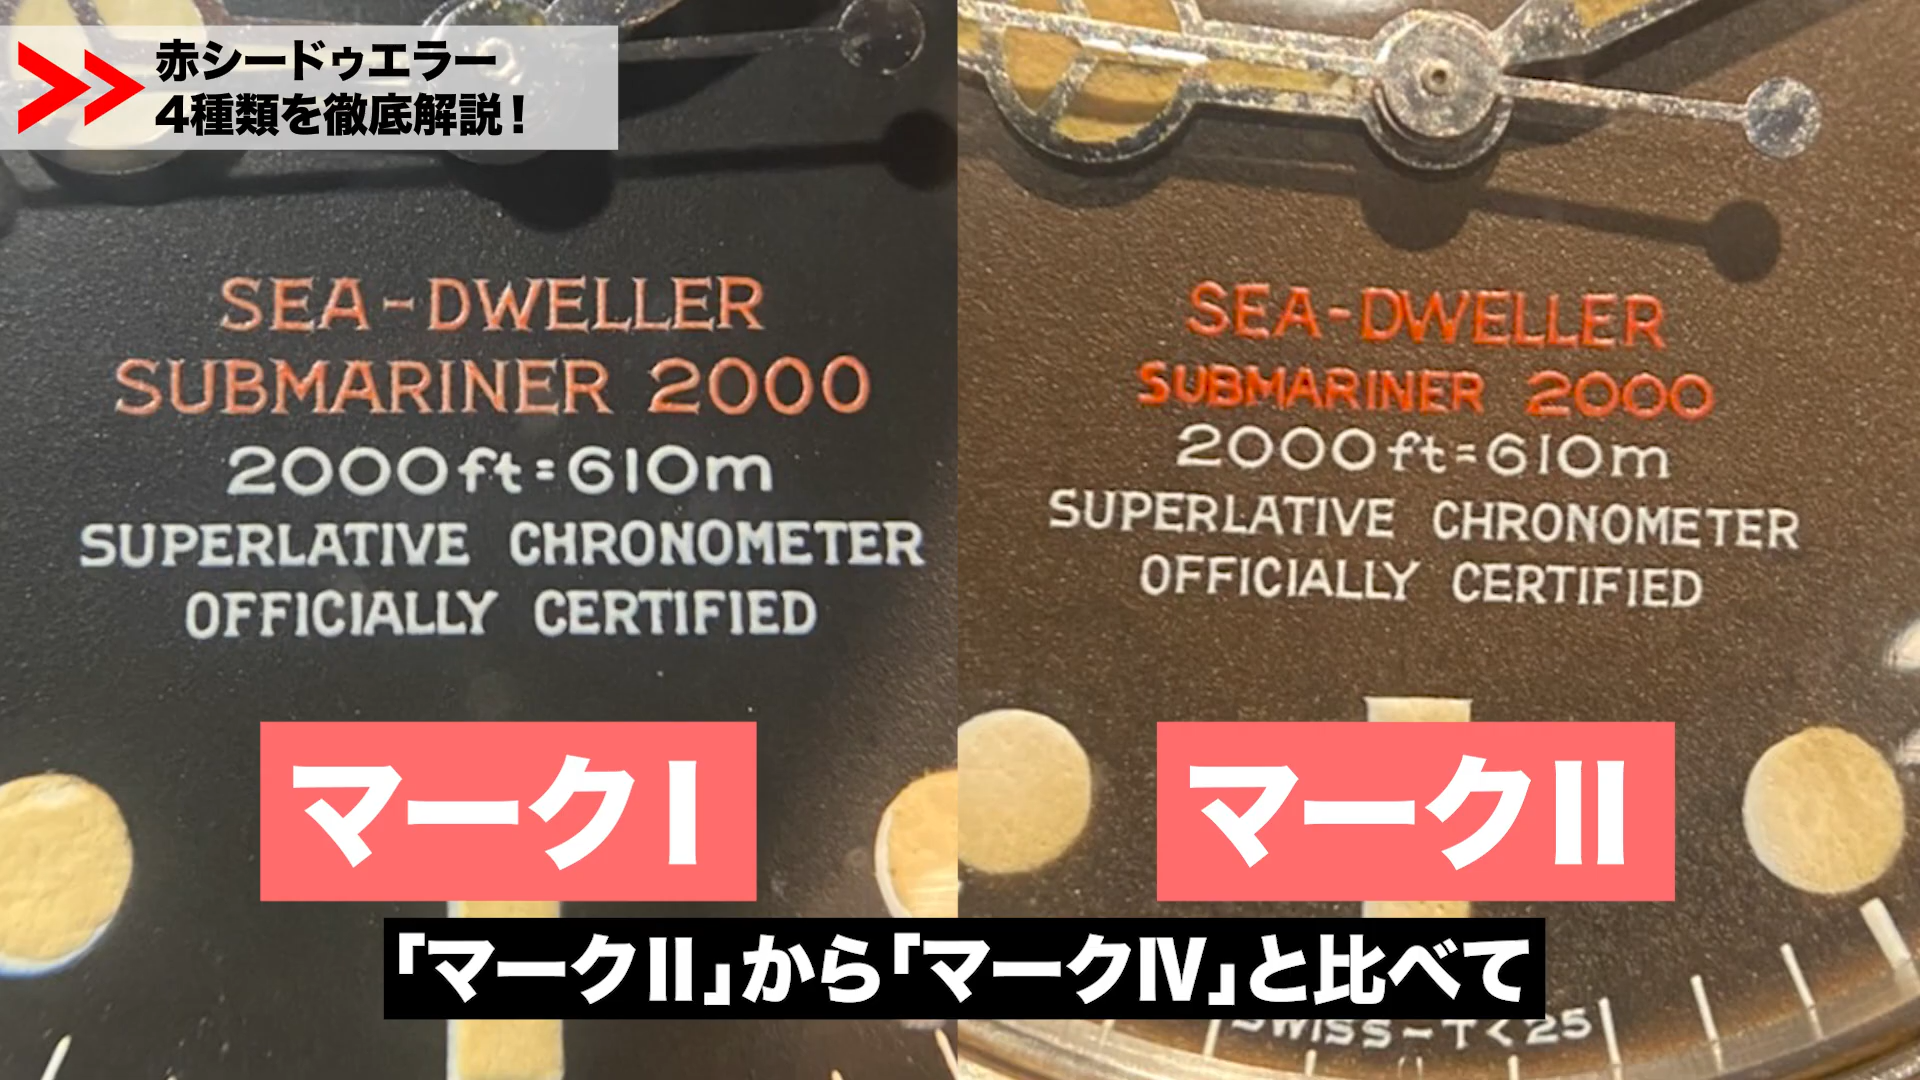 赤シードゥエラー
4種類を徹底解説！
SEA-DWELLER
SUBMARINER 2000
2000ft=610m
SUPERLATIVE CHRONOMETER
OFFICIALLY CERTIFIED
マークI
SEA-DWELLER
SUBMARINER 2000
2000ft=610m
SUPERLATIVE CHRONOMETER
OFFICIALLY CERTIFIED
マークII
「マークII」から「マークIV」と比べて
SWISS-T<25